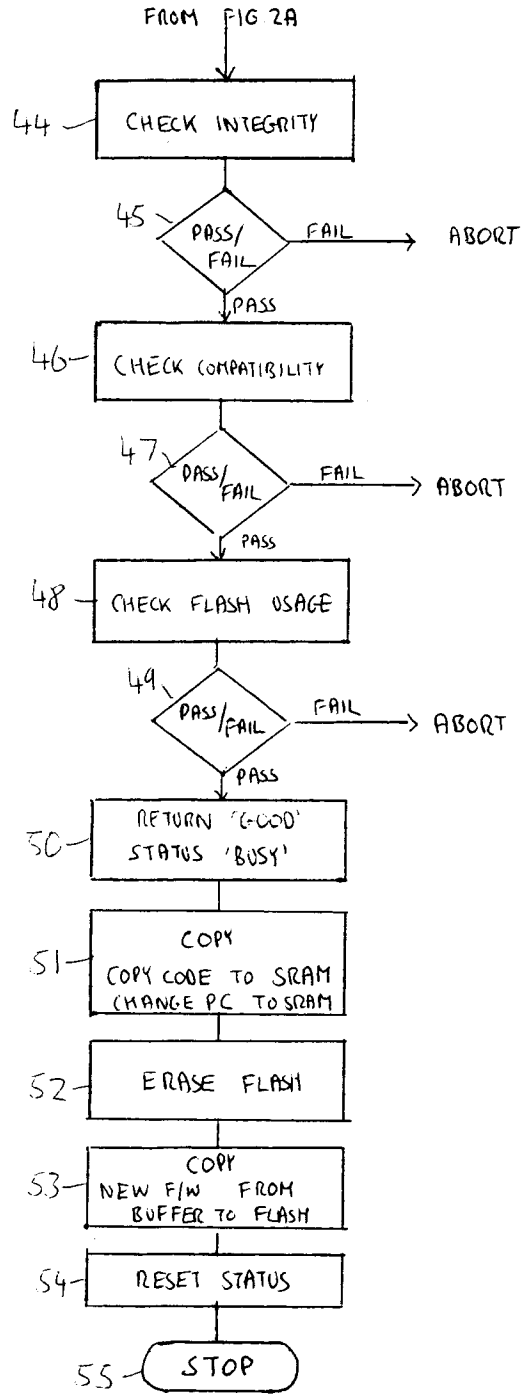 FROM FIG.2A
44
CHECK INTEGRITY
45
PASS/
FAIL
FAIL
ABORT
PASS
46
CHECK COMPATIBILITY
47
PASS/
FAIL
FAIL
ABORT
PASS
48
CHECK FLASH USAGE
49
PASS/
FAIL
FAIL
ABORT
PASS
50
RETURN 'GOOD'
STATUS 'BUSY'
51
COPY
COPY CODE TO SRAM
CHANGE PC TO SRAM
52
ERASE FLASH
53
COPY
NEW F/W FROM
BUFFER TO FLASH
54
RESET STATUS
55
STOP